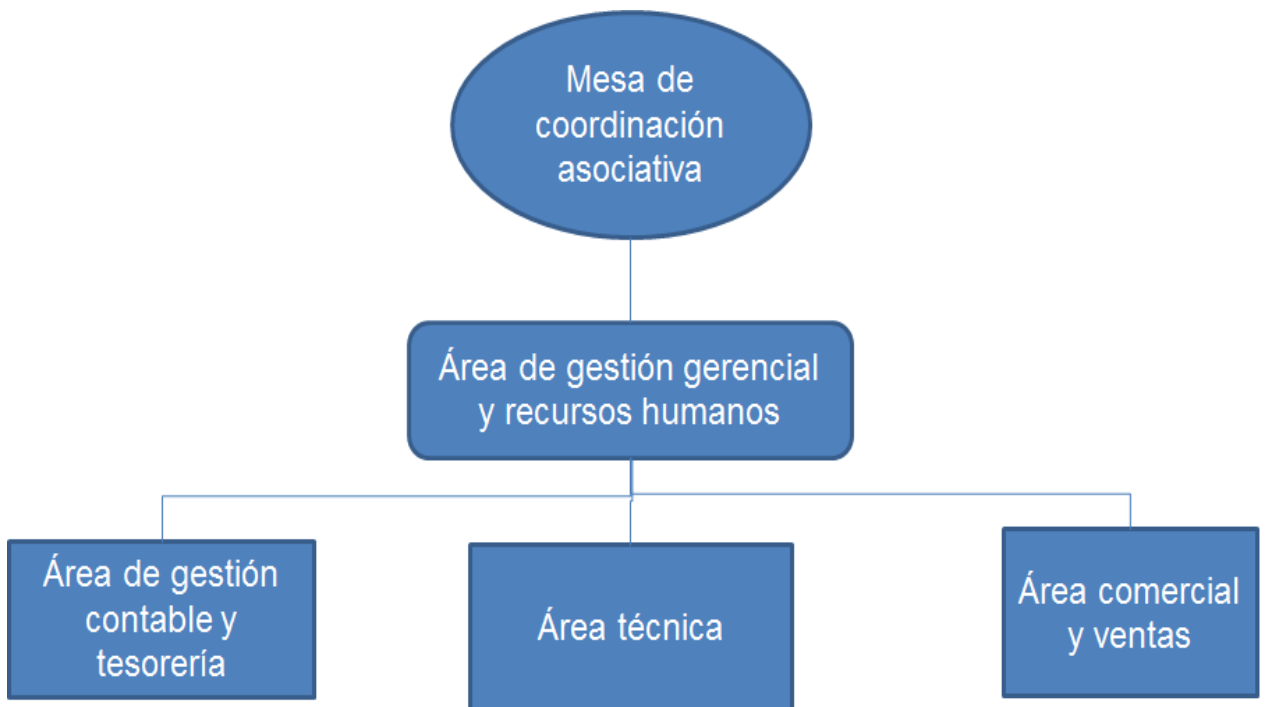 Mesa de
coordinación
asociativa
Área de gestión gerencial
y recursos humanos
Área de gestión
contable y
tesorería
Área técnica
Área comercial
y ventas